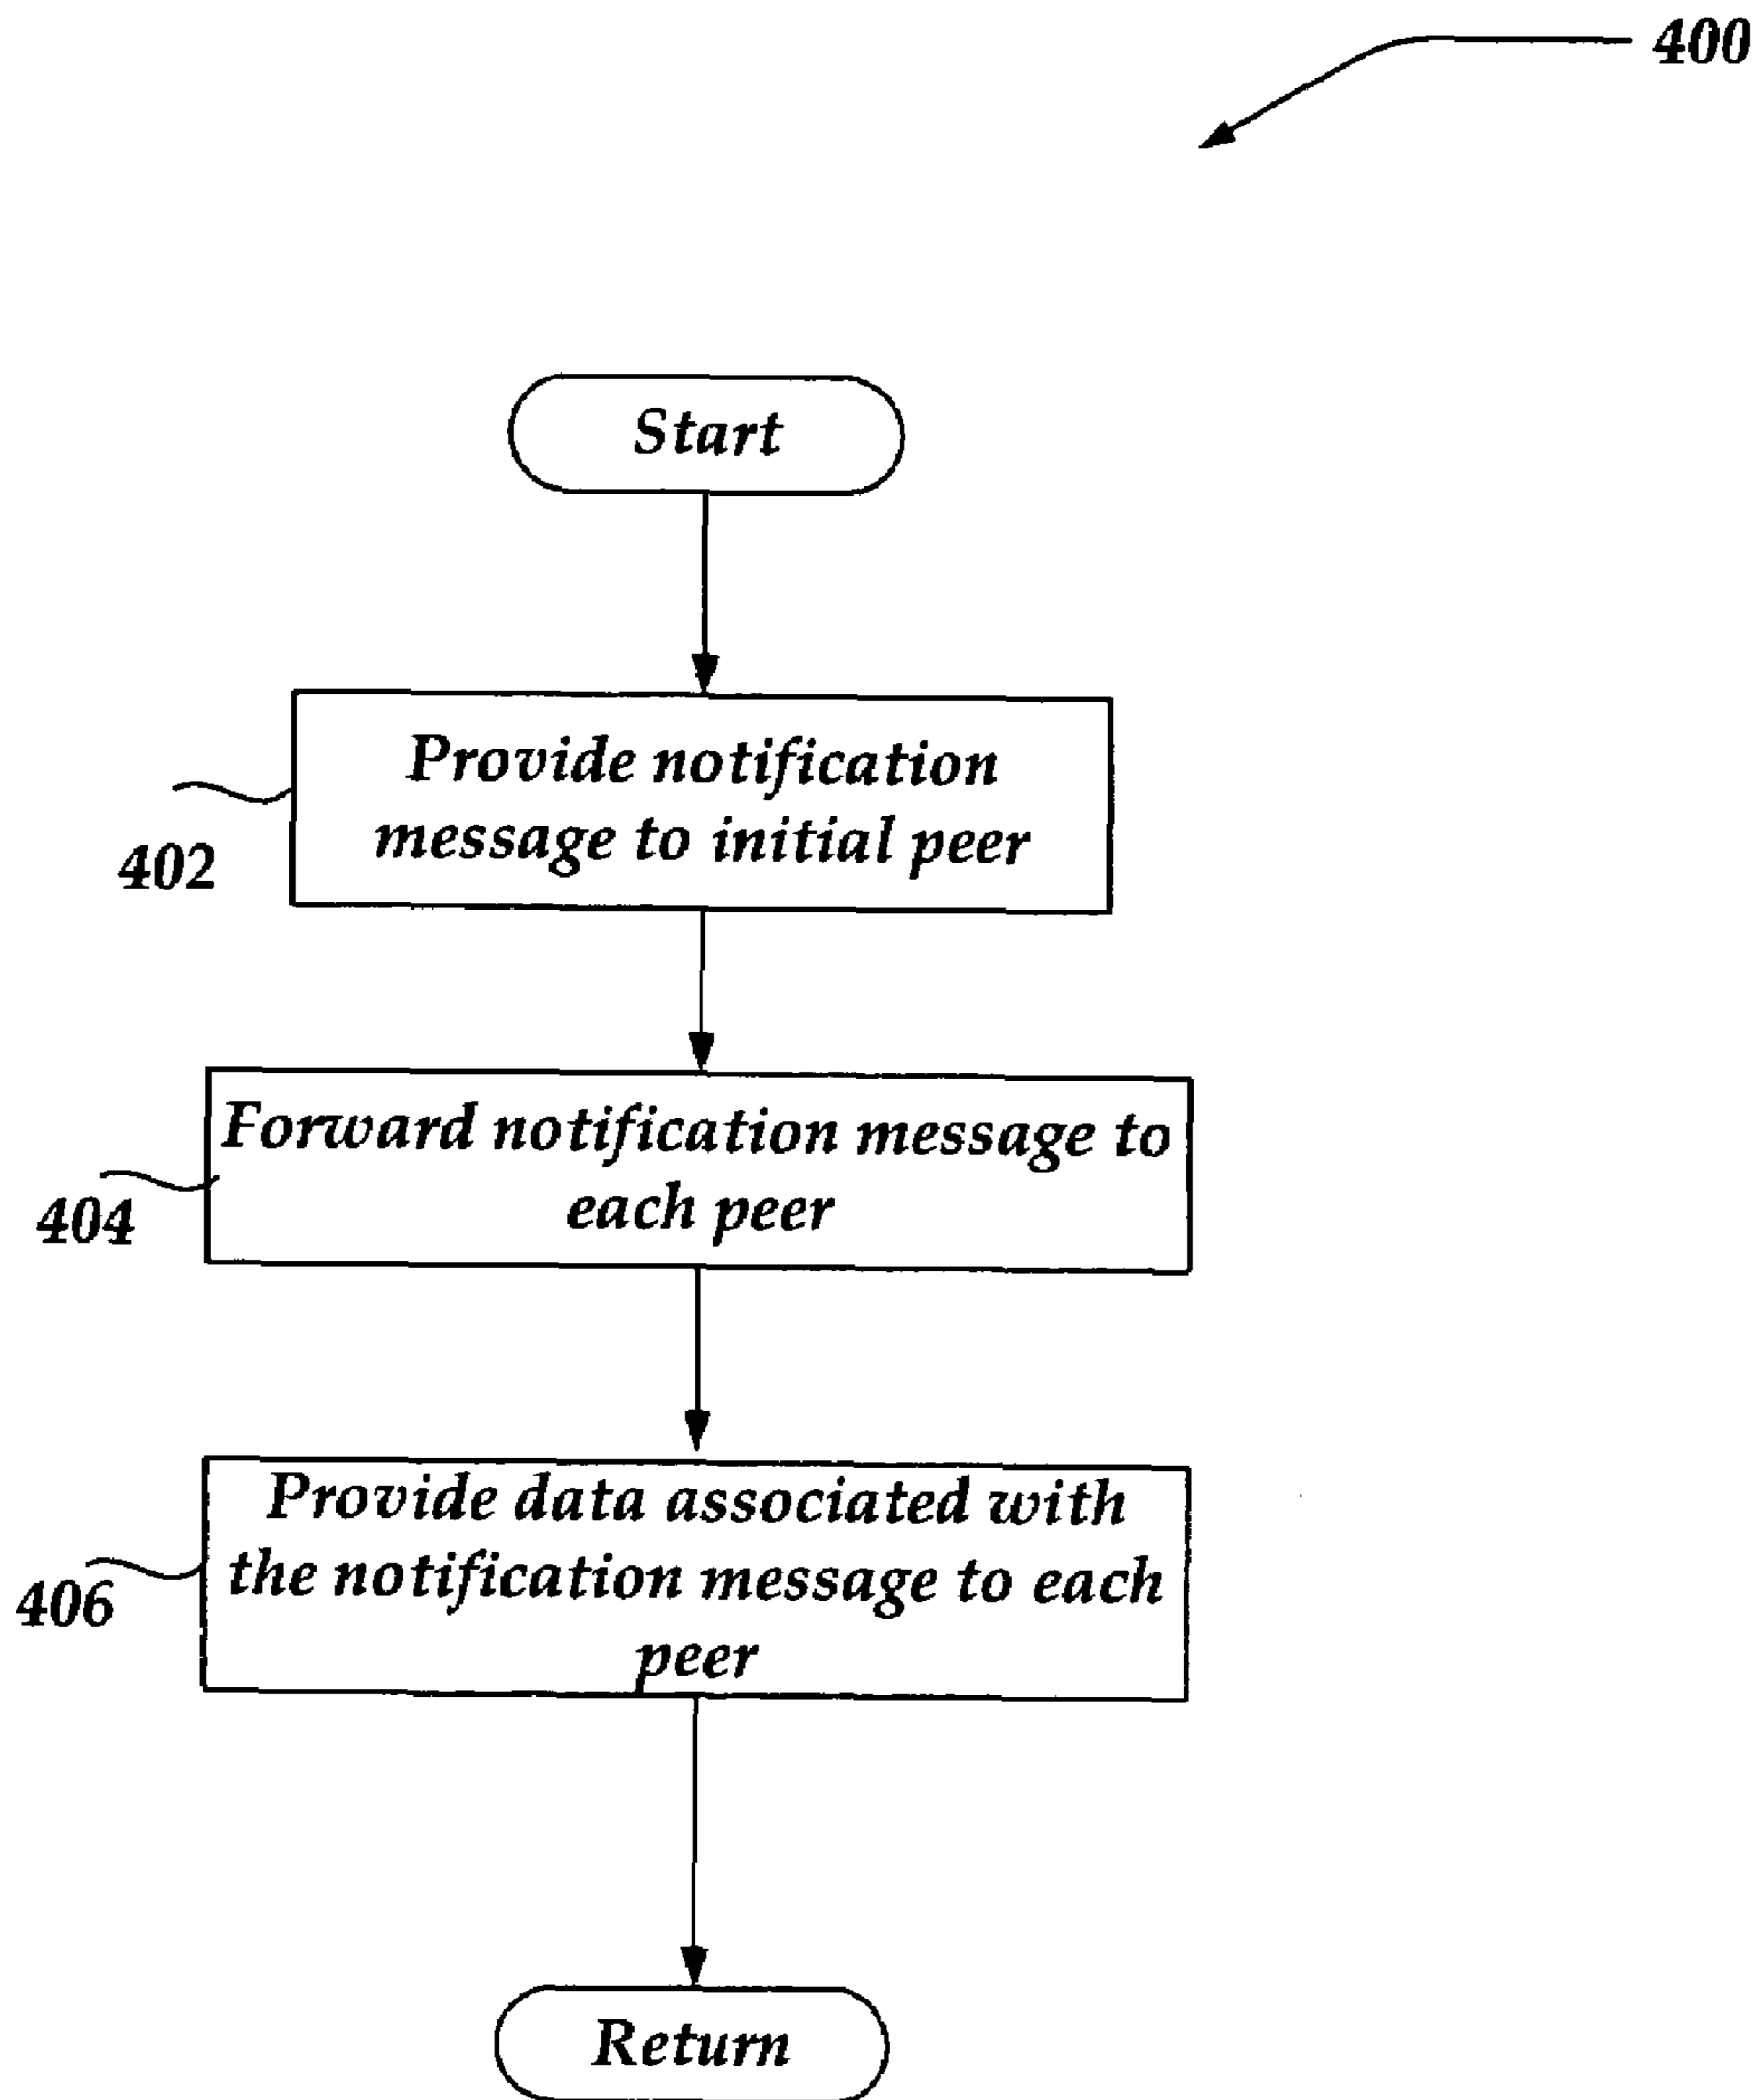 400
Start
Provide notification
message to initial peer
402
Forward notification message to
each peer
404
Provide data associated with
the notification message to each
peer
406
Return